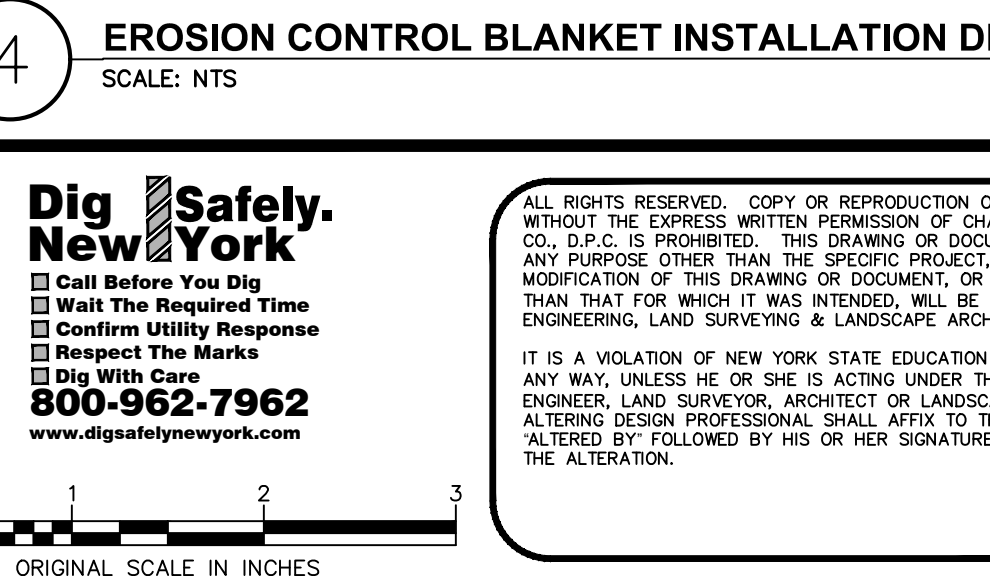 4
EROSION CONTROL BLANKET INSTALLATION
SCALE: NTS
Dig Safely.
New York
Call Before You Dig
Wait The Required Time
Confirm Utility Response
Respect The Marks
Dig With Care
800-962-7962
www.digsafelynewyork.com
1 2 3
ORIGINAL SCALE IN INCHES
ALL RIGHTS RESERVED. COPY OR REPRODUCTION
WITHOUT THE EXPRESS WRITTEN PERMISSION OF
CO., D.P.C. IS PROHIBITED. THIS DRAWING OR
ANY PURPOSE OTHER THAN THE SPECIFIC PROJECT,
MODIFICATION OF THIS DRAWING OR DOCUMENT, OR
THAN THAT FOR WHICH IT WAS INTENDED, WILL BE
ENGINEERING, LAND SURVEYING & LANDSCAPE
IT IS A VIOLATION OF NEW YORK STATE EDUCATION
ANY WAY, UNLESS HE OR SHE IS ACTING UNDER
ENGINEER, LAND SURVEYOR, ARCHITECT OR
ALTERING DESIGN PROFESSIONAL SHALL AFFIX TO
"ALTERED BY" FOLLOWED BY HIS OR HER SIGNATURE
THE ALTERATION.